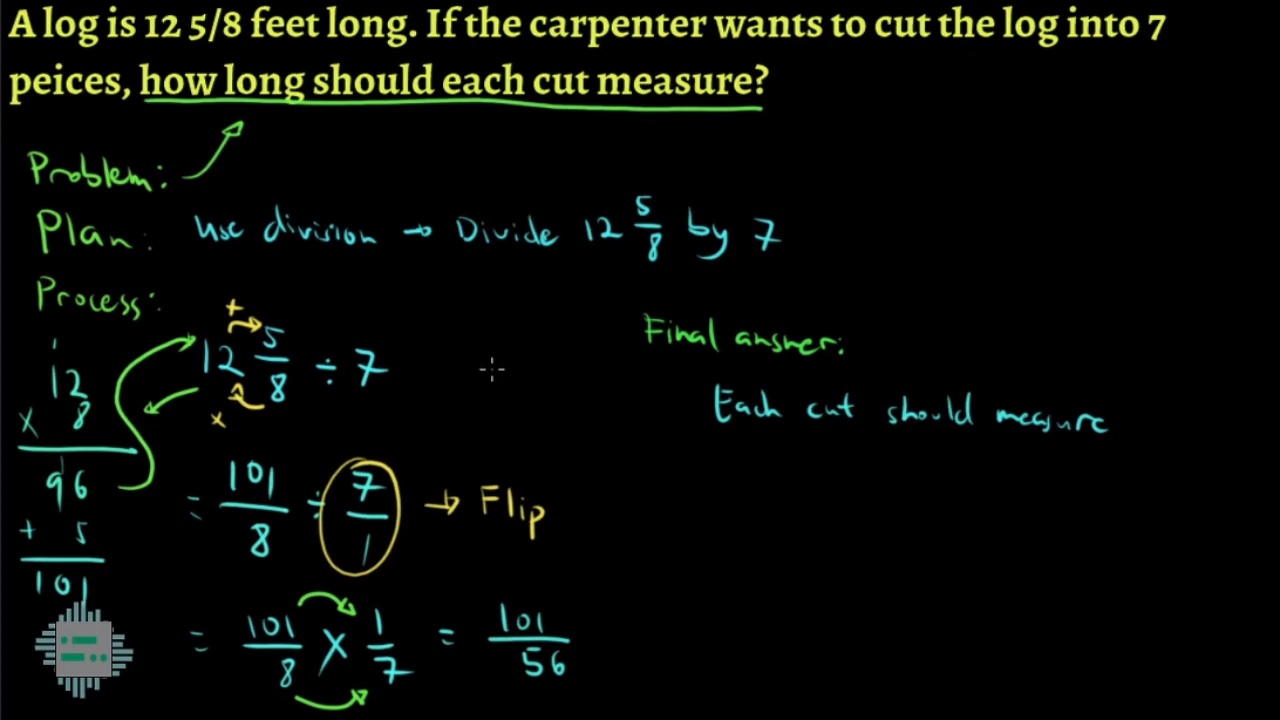 A log is 12 5/8 feet long. If the carpenter wants to cut the log into 7
peices, how long should each cut measure?
Problem:
Plan: use division → Divide 12 5/8 by 7
Process:
12 5/8 ÷ 7
+
x
1
12
x 8
96
1
+ 5
101
= 101/8 ÷ 7/1 → Flip
= 101/8 X 1/7 = 101/56
Final answer:
Each cut should measure